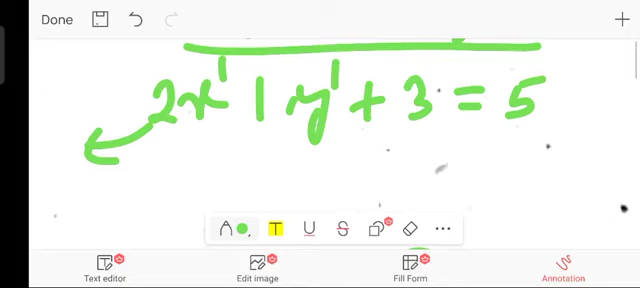 Done
2x¹ | y¹ + 3 = 5
T U S
Text editor Edit image Fill Form Annotation